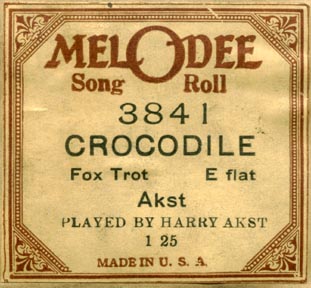 MELODEE
Song Roll
3841
CROCODILE
Fox Trot E flat
Akst
PLAYED BY HARRY AKST
1 25
MADE IN U. S. A.